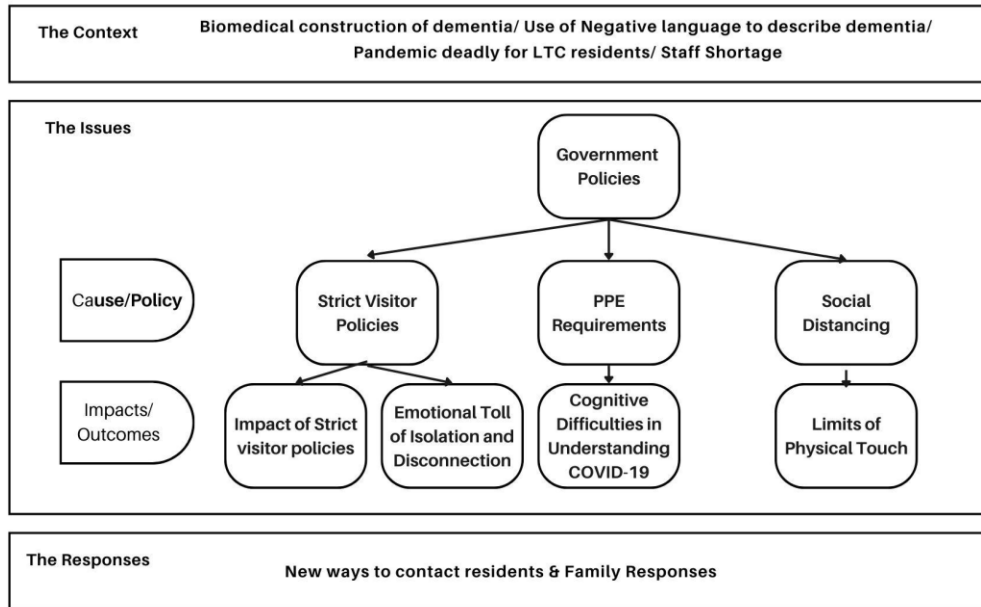 The Context
Biomedical construction of dementia/ Use of Negative language to describe dementia/
Pandemic deadly for LTC residents/ Staff Shortage
The Issues
Government
Policies
Cause/Policy
Strict Visitor
Policies
PPE
Requirements
Social
Distancing
Impacts/
Outcomes
Impact of Strict
visitor policies
Emotional Toll
of Isolation and
Disconnection
Cognitive
Difficulties in
Understanding
COVID-19
Limits of
Physical Touch
The Responses
New ways to contact residents & Family Responses